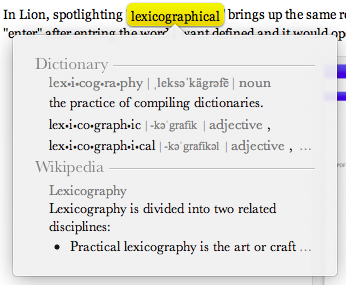 In Lion, spotlighting lexicographical brings up the same re
"enter" after entring the word want defined and it would op
Dictionary
lex•i•cog•ra•phy | ˌleksəˈkägrəfē | noun
the practice of compiling dictionaries.
lex•i•co•graph•ic | -kəˈgrafik | adjective ,
lex•i•co•graph•i•cal | -kəˈgrafikəl | adjective , ...
Wikipedia
Lexicography
Lexicography is divided into two related
disciplines:
• Practical lexicography is the art or craft ...